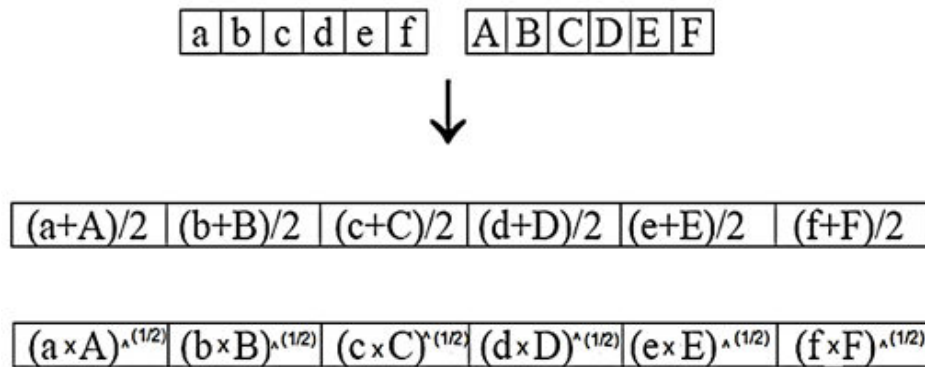 a b c d e f A B C D E F
(a+A)/2 (b+B)/2 (c+C)/2 (d+D)/2 (e+E)/2 (f+F)/2
(a×A)^(1/2) (b×B)^(1/2) (c×C)^(1/2) (d×D)^(1/2) (e×E)^(1/2) (f×F)^(1/2)